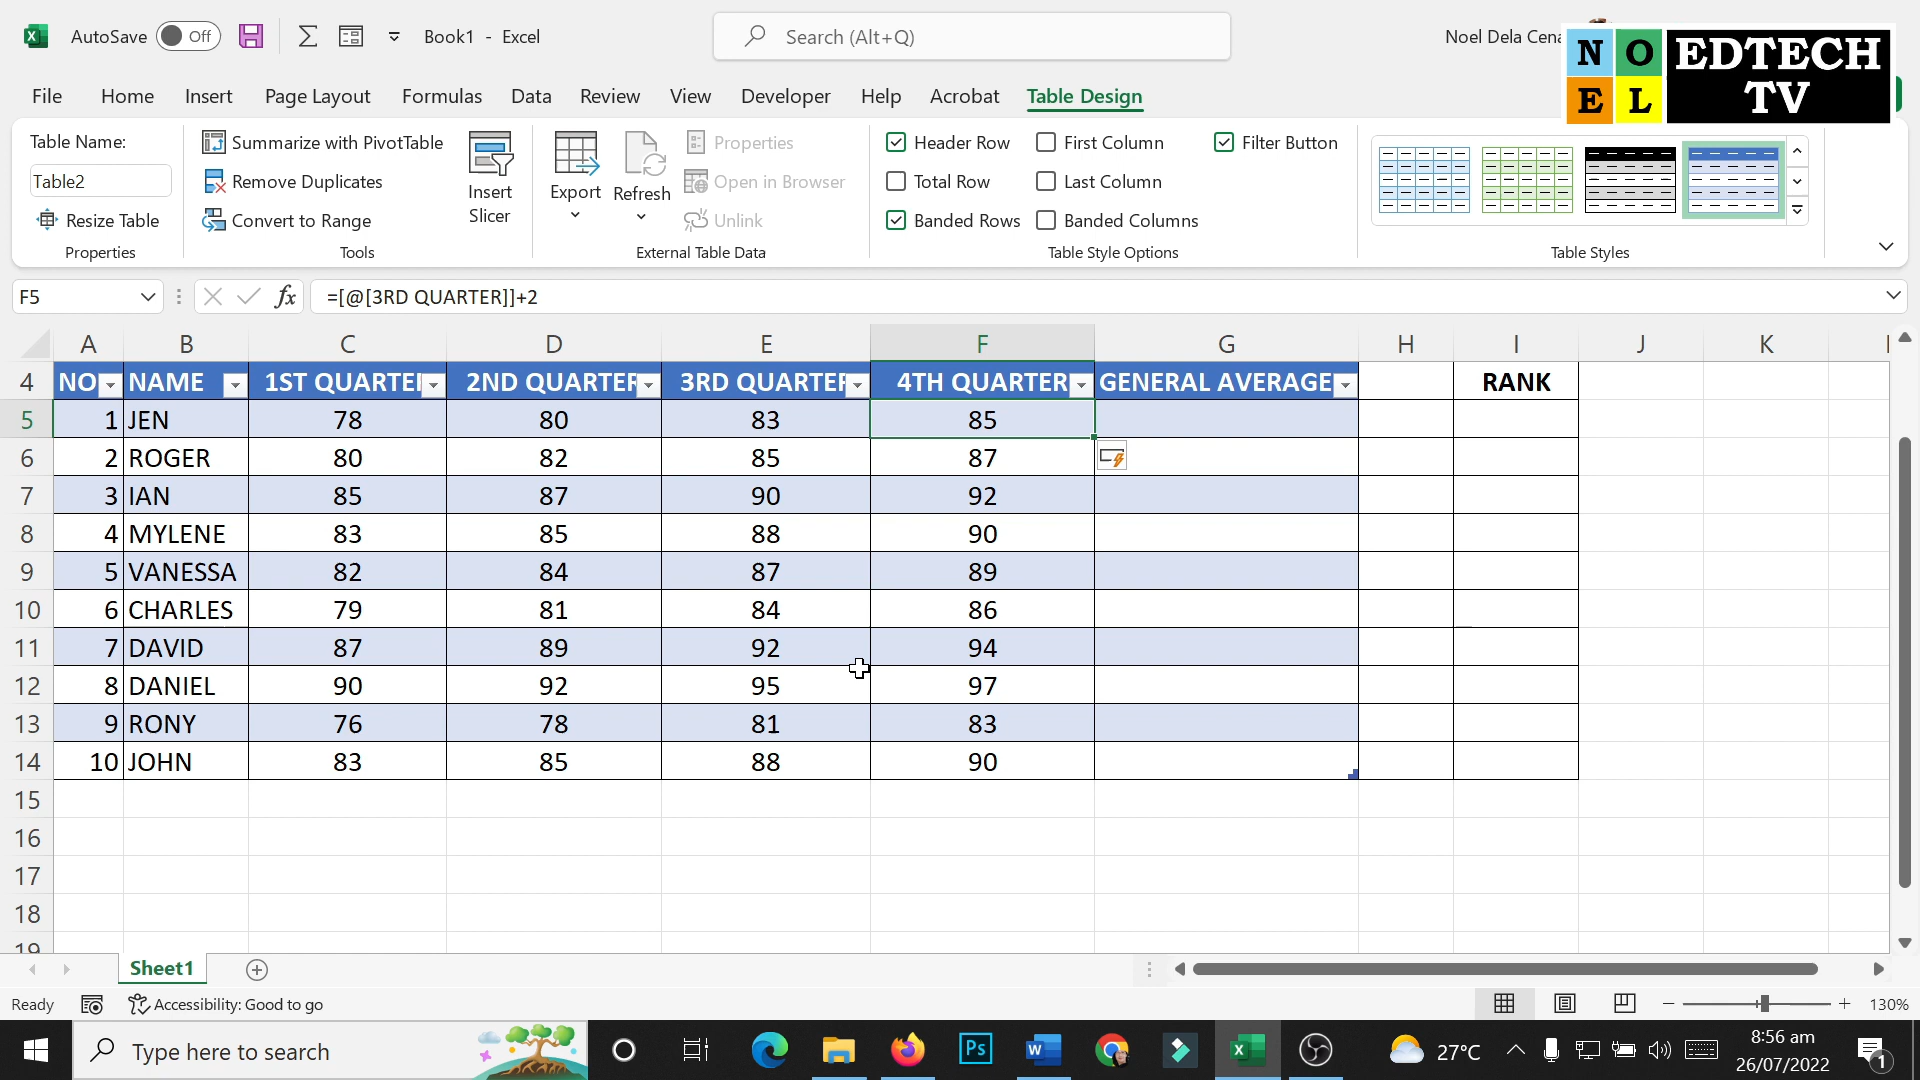 AutoSave Off Book1 - Excel Search (Alt+Q) Noel Dela Cena
N O E L EDTECH TV
File Home Insert Page Layout Formulas Data Review View Developer Help Acrobat Table Design
Table Name:
Table2
Resize Table
Properties
Summarize with PivotTable
Remove Duplicates
Convert to Range
Tools
Insert Slicer
Export
Refresh
Properties
Open in Browser
Unlink
External Table Data
Header Row First Column Filter Button
Total Row Last Column
Banded Rows Banded Columns
Table Style Options
Table Styles
F5 fx =[@[3RD QUARTER]]+2
A B C D E F G H I J K
4 NO NAME 1ST QUARTER 2ND QUARTER 3RD QUARTER 4TH QUARTER GENERAL AVERAGE RANK
5 1 JEN 78 80 83 85
6 2 ROGER 80 82 85 87
7 3 IAN 85 87 90 92
8 4 MYLENE 83 85 88 90
9 5 VANESSA 82 84 87 89
10 6 CHARLES 79 81 84 86
11 7 DAVID 87 89 92 94
12 8 DANIEL 90 92 95 97
13 9 RONY 76 78 81 83
14 10 JOHN 83 85 88 90
15
16
17
18
19
Sheet1
Ready Accessibility: Good to go 130%
Type here to search Ps W 27°C 8:56 am
26/07/2022 1